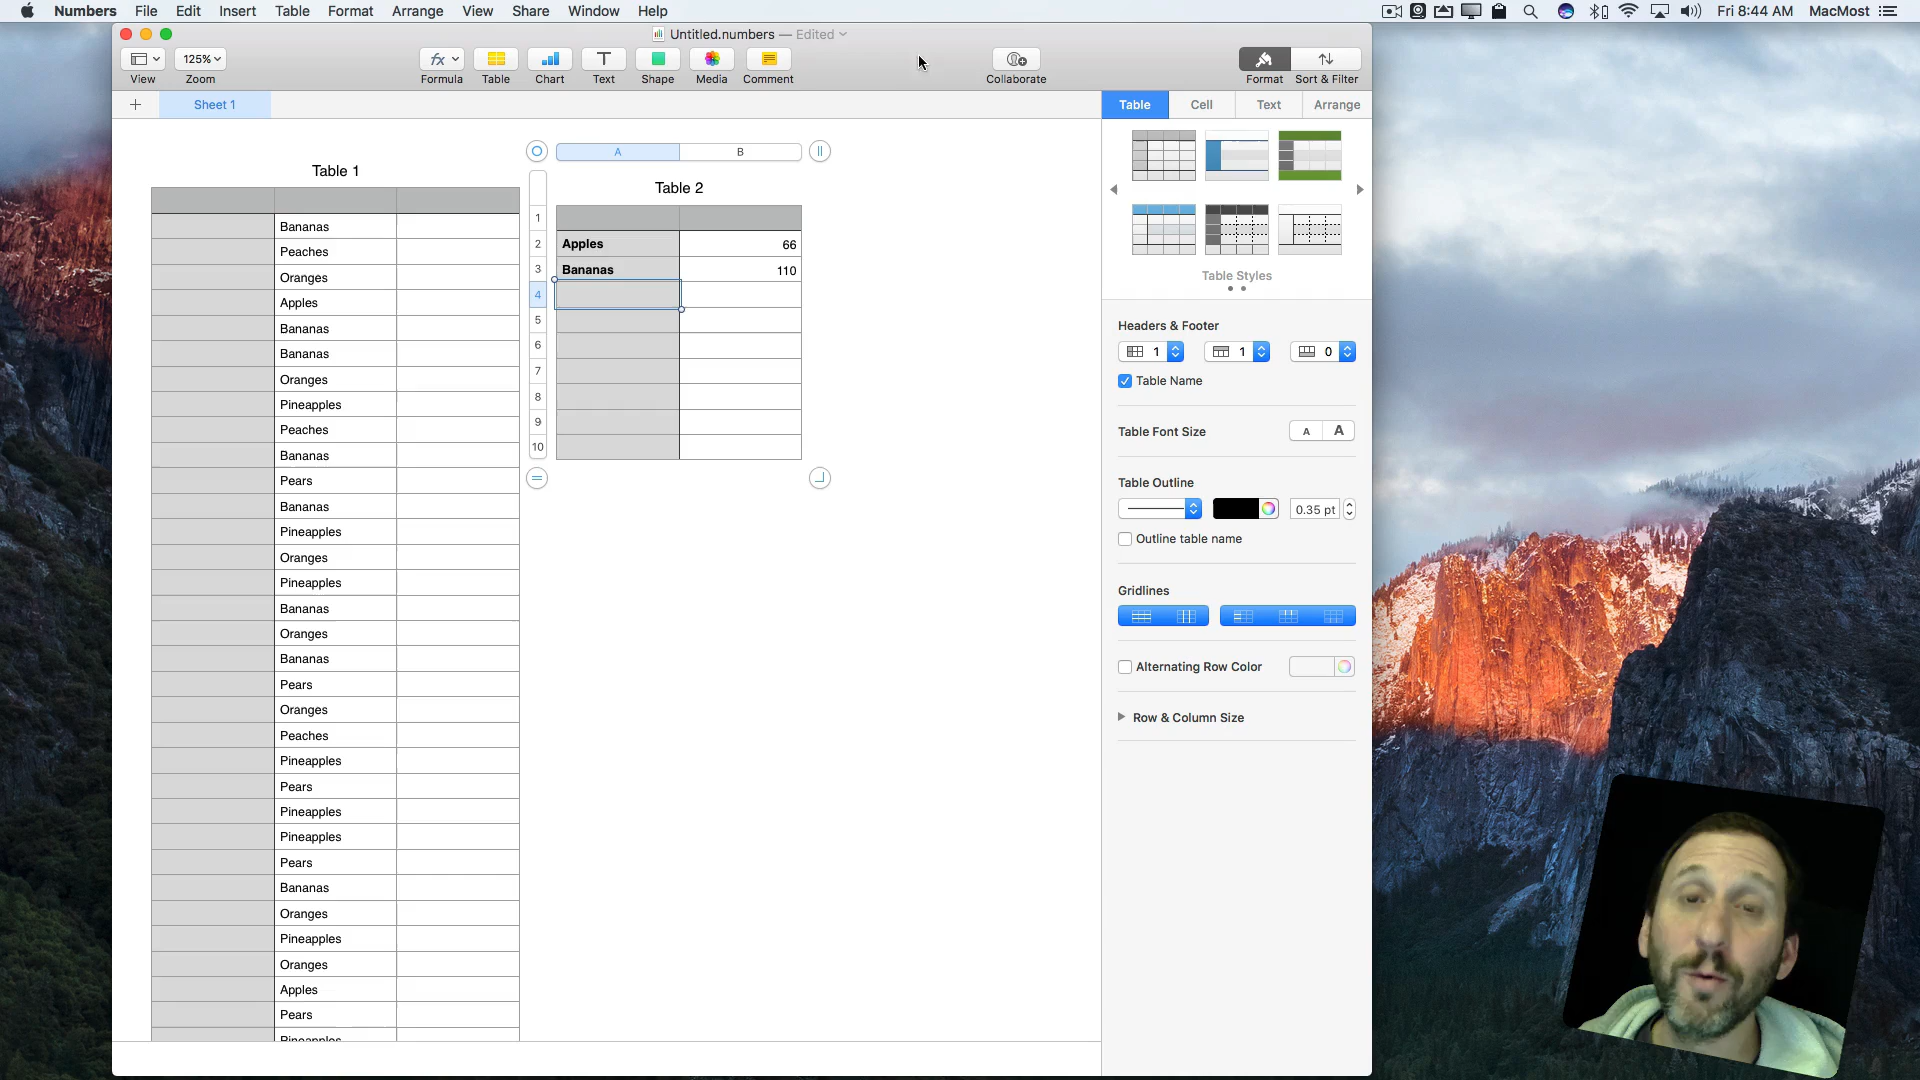 Numbers File Edit Insert Table Format Arrange View Share Window Help
Fri 8:44 AM MacMost
Untitled.numbers — Edited
125%
View Zoom
Formula Table Chart Text Shape Media Comment
Collaborate
Format Sort & Filter
Sheet 1
Table Cell Text Arrange
Table 1
Bananas
Peaches
Oranges
Apples
Bananas
Bananas
Oranges
Pineapples
Peaches
Bananas
Pears
Bananas
Pineapples
Oranges
Pineapples
Bananas
Oranges
Bananas
Pears
Oranges
Peaches
Pineapples
Pears
Pineapples
Pineapples
Pears
Bananas
Oranges
Pineapples
Oranges
Apples
Pears
Pineapples
A B
Table 2
1
2 Apples 66
3 Bananas 110
4
5
6
7
8
9
10
Table Styles
Headers & Footer
1 1 0
Table Name
Table Font Size A A
Table Outline
0.35 pt
Outline table name
Gridlines
Alternating Row Color
Row & Column Size